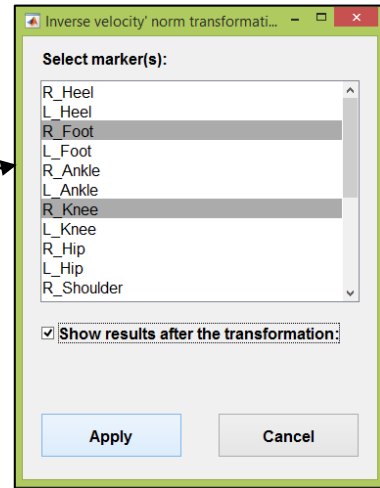 Inverse velocity' norm transformati...
Select marker(s):
R_Heel
L_Heel
R_Foot
L_Foot
R_Ankle
L_Ankle
R_Knee
L_Knee
R_Hip
L_Hip
R_Shoulder
Show results after the transformation:
Apply Cancel